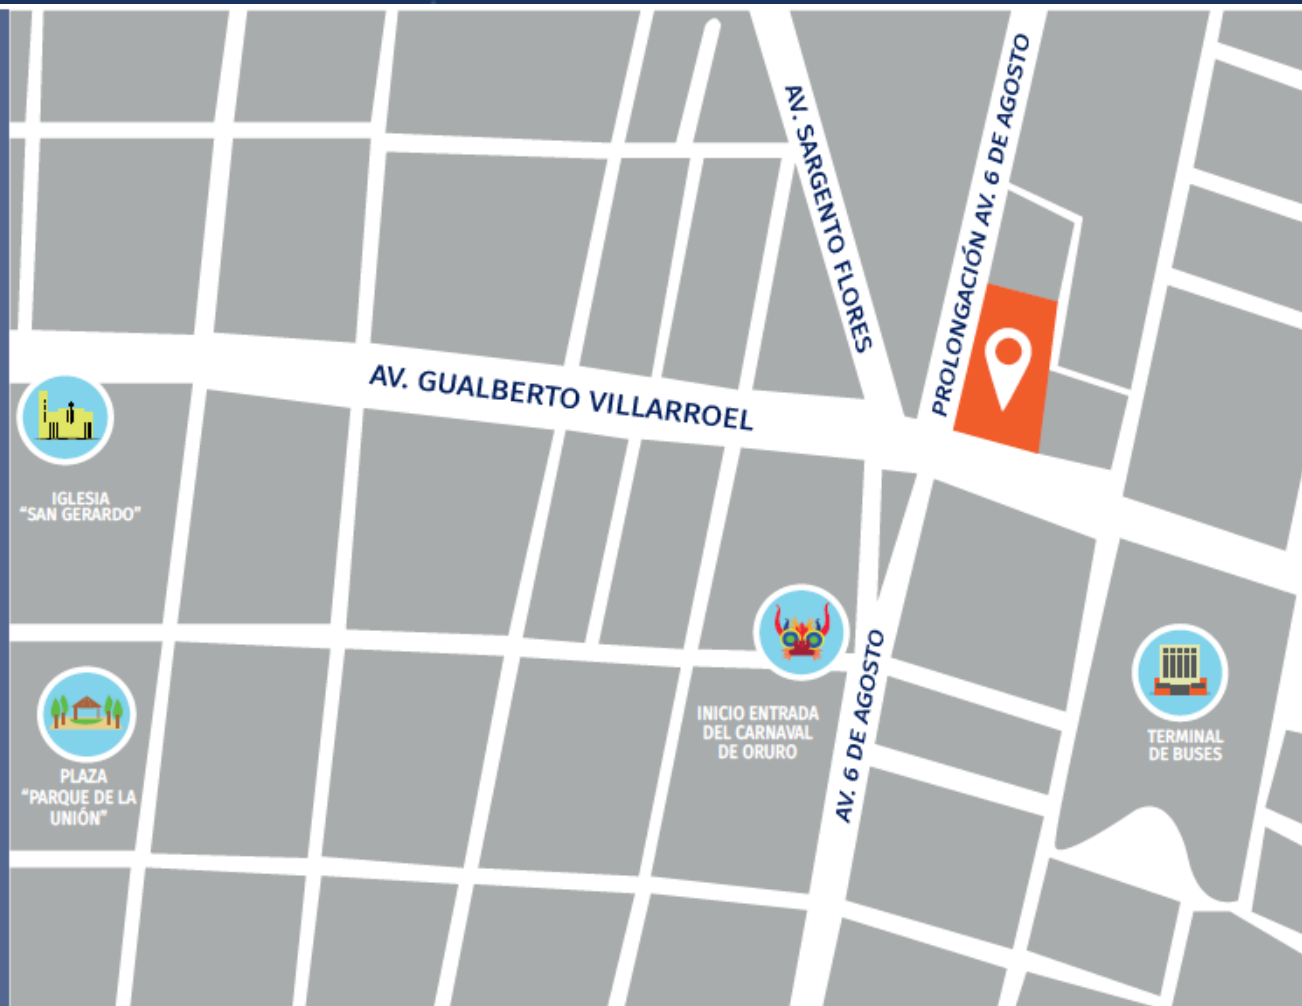 AV. SARGENTO FLORES
PROLONGACIÓN AV. 6 DE AGOSTO
AV. GUALBERTO VILLARROEL
IGLESIA
“SAN GERARDO”
INICIO ENTRADA
DEL CARNAVAL
DE ORURO
AV. 6 DE AGOSTO
TERMINAL
DE BUSES
PLAZA
“PARQUE DE LA
UNIÓN”